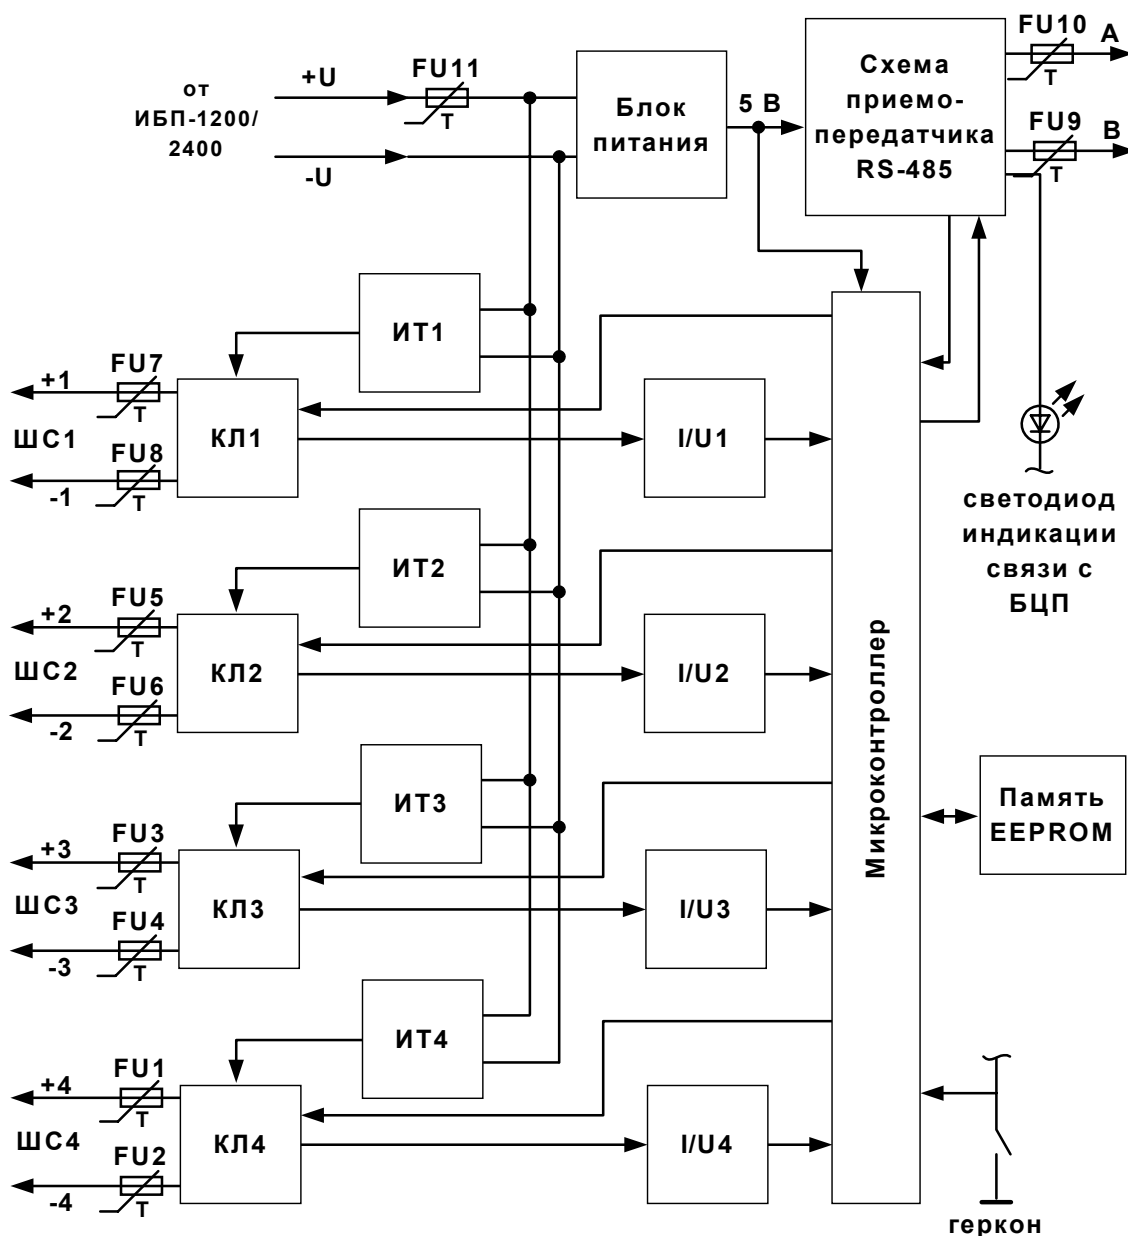 от
ИБП-1200/
2400
+U
-U
FU11
T
Блок
питания
5 В
Схема
приемо-
передатчика
RS-485
FU10
A
T
FU9
B
T
ИТ1
FU7
+1
T
ШС1
FU8
-1
T
КЛ1
I/U1
светодиод
индикации
связи с
БЦП
ИТ2
FU5
+2
T
ШС2
FU6
-2
T
КЛ2
I/U2
Микроконтроллер
ИТ3
FU3
+3
T
ШС3
FU4
-3
T
КЛ3
I/U3
Память
EEPROM
ИТ4
FU1
+4
T
ШС4
FU2
-4
T
КЛ4
I/U4
геркон